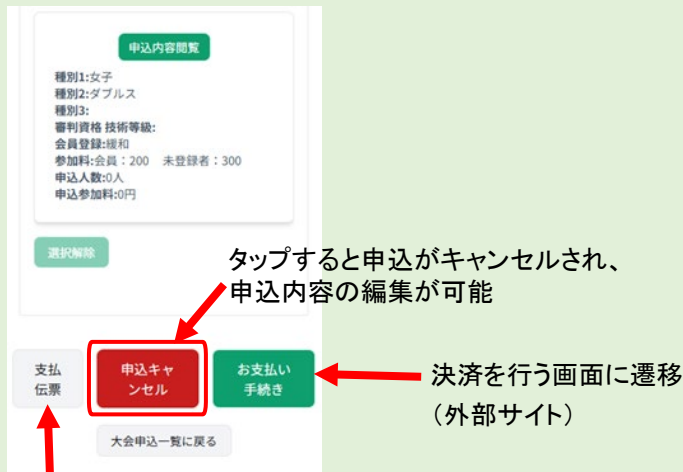 申込内容閲覧
種別1:女子
種別2:ダブルス
種別3:
審判資格 技術等級:
会員登録:緩和
参加料:会員：200　未登録者：300
申込人数:0人
申込参加料:0円
選択解除
タップすると申込がキャンセルされ、
申込内容の編集が可能
支払
伝票
申込キャ
ンセル
お支払い
手続き
決済を行う画面に遷移
（外部サイト）
大会申込一覧に戻る